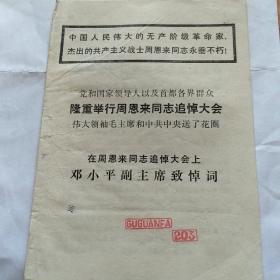 中国人民伟大的无产阶级革命家、
杰出的共产主义战士周恩来同志永垂不朽!
党和国家领导人以及首都各界群众
隆重举行周恩来同志追悼大会
伟大领袖毛主席和中共中央送了花圈
在周恩来同志追悼大会上
邓小平副主席致悼词
GUGUANFA
203